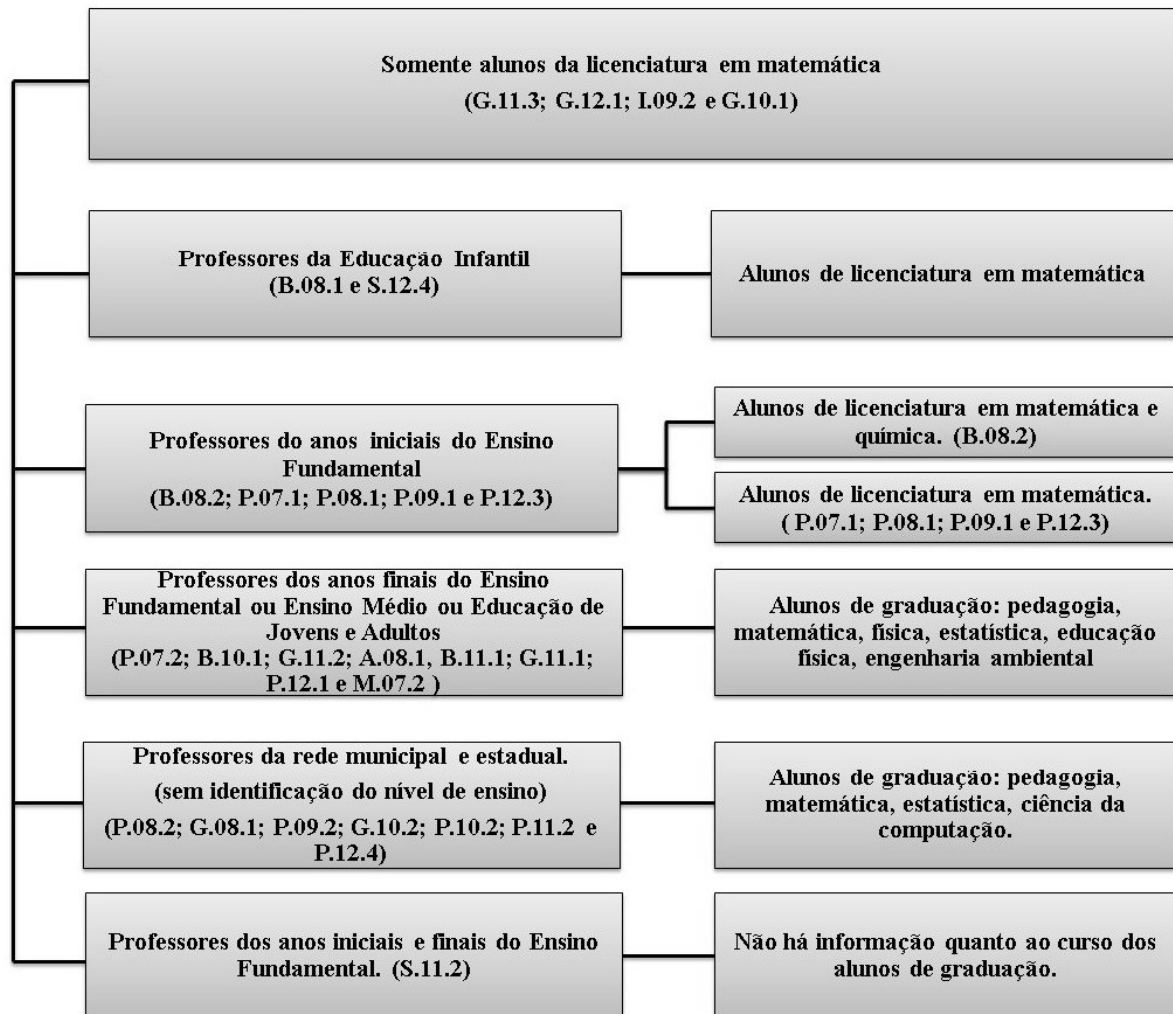 Somente alunos da licenciatura em matemática
(G.11.3; G.12.1; I.09.2 e G.10.1)
Professores da Educação Infantil
(B.08.1 e S.12.4)
Alunos de licenciatura em matemática
Professores do anos iniciais do Ensino
Fundamental
(B.08.2; P.07.1; P.08.1; P.09.1 e P.12.3)
Alunos de licenciatura em matemática e
química. (B.08.2)
Alunos de licenciatura em matemática.
( P.07.1; P.08.1; P.09.1 e P.12.3)
Professores dos anos finais do Ensino
Fundamental ou Ensino Médio ou Educação de
Jovens e Adultos
(P.07.2; B.10.1; G.11.2; A.08.1, B.11.1; G.11.1;
P.12.1 e M.07.2 )
Alunos de graduação: pedagogia,
matemática, física, estatística, educação
física, engenharia ambiental
Professores da rede municipal e estadual.
(sem identificação do nível de ensino)
(P.08.2; G.08.1; P.09.2; G.10.2; P.10.2; P.11.2 e
P.12.4)
Alunos de graduação: pedagogia,
matemática, estatística, ciência da
computação.
Professores dos anos iniciais e finais do Ensino
Fundamental. (S.11.2)
Não há informação quanto ao curso dos
alunos de graduação.